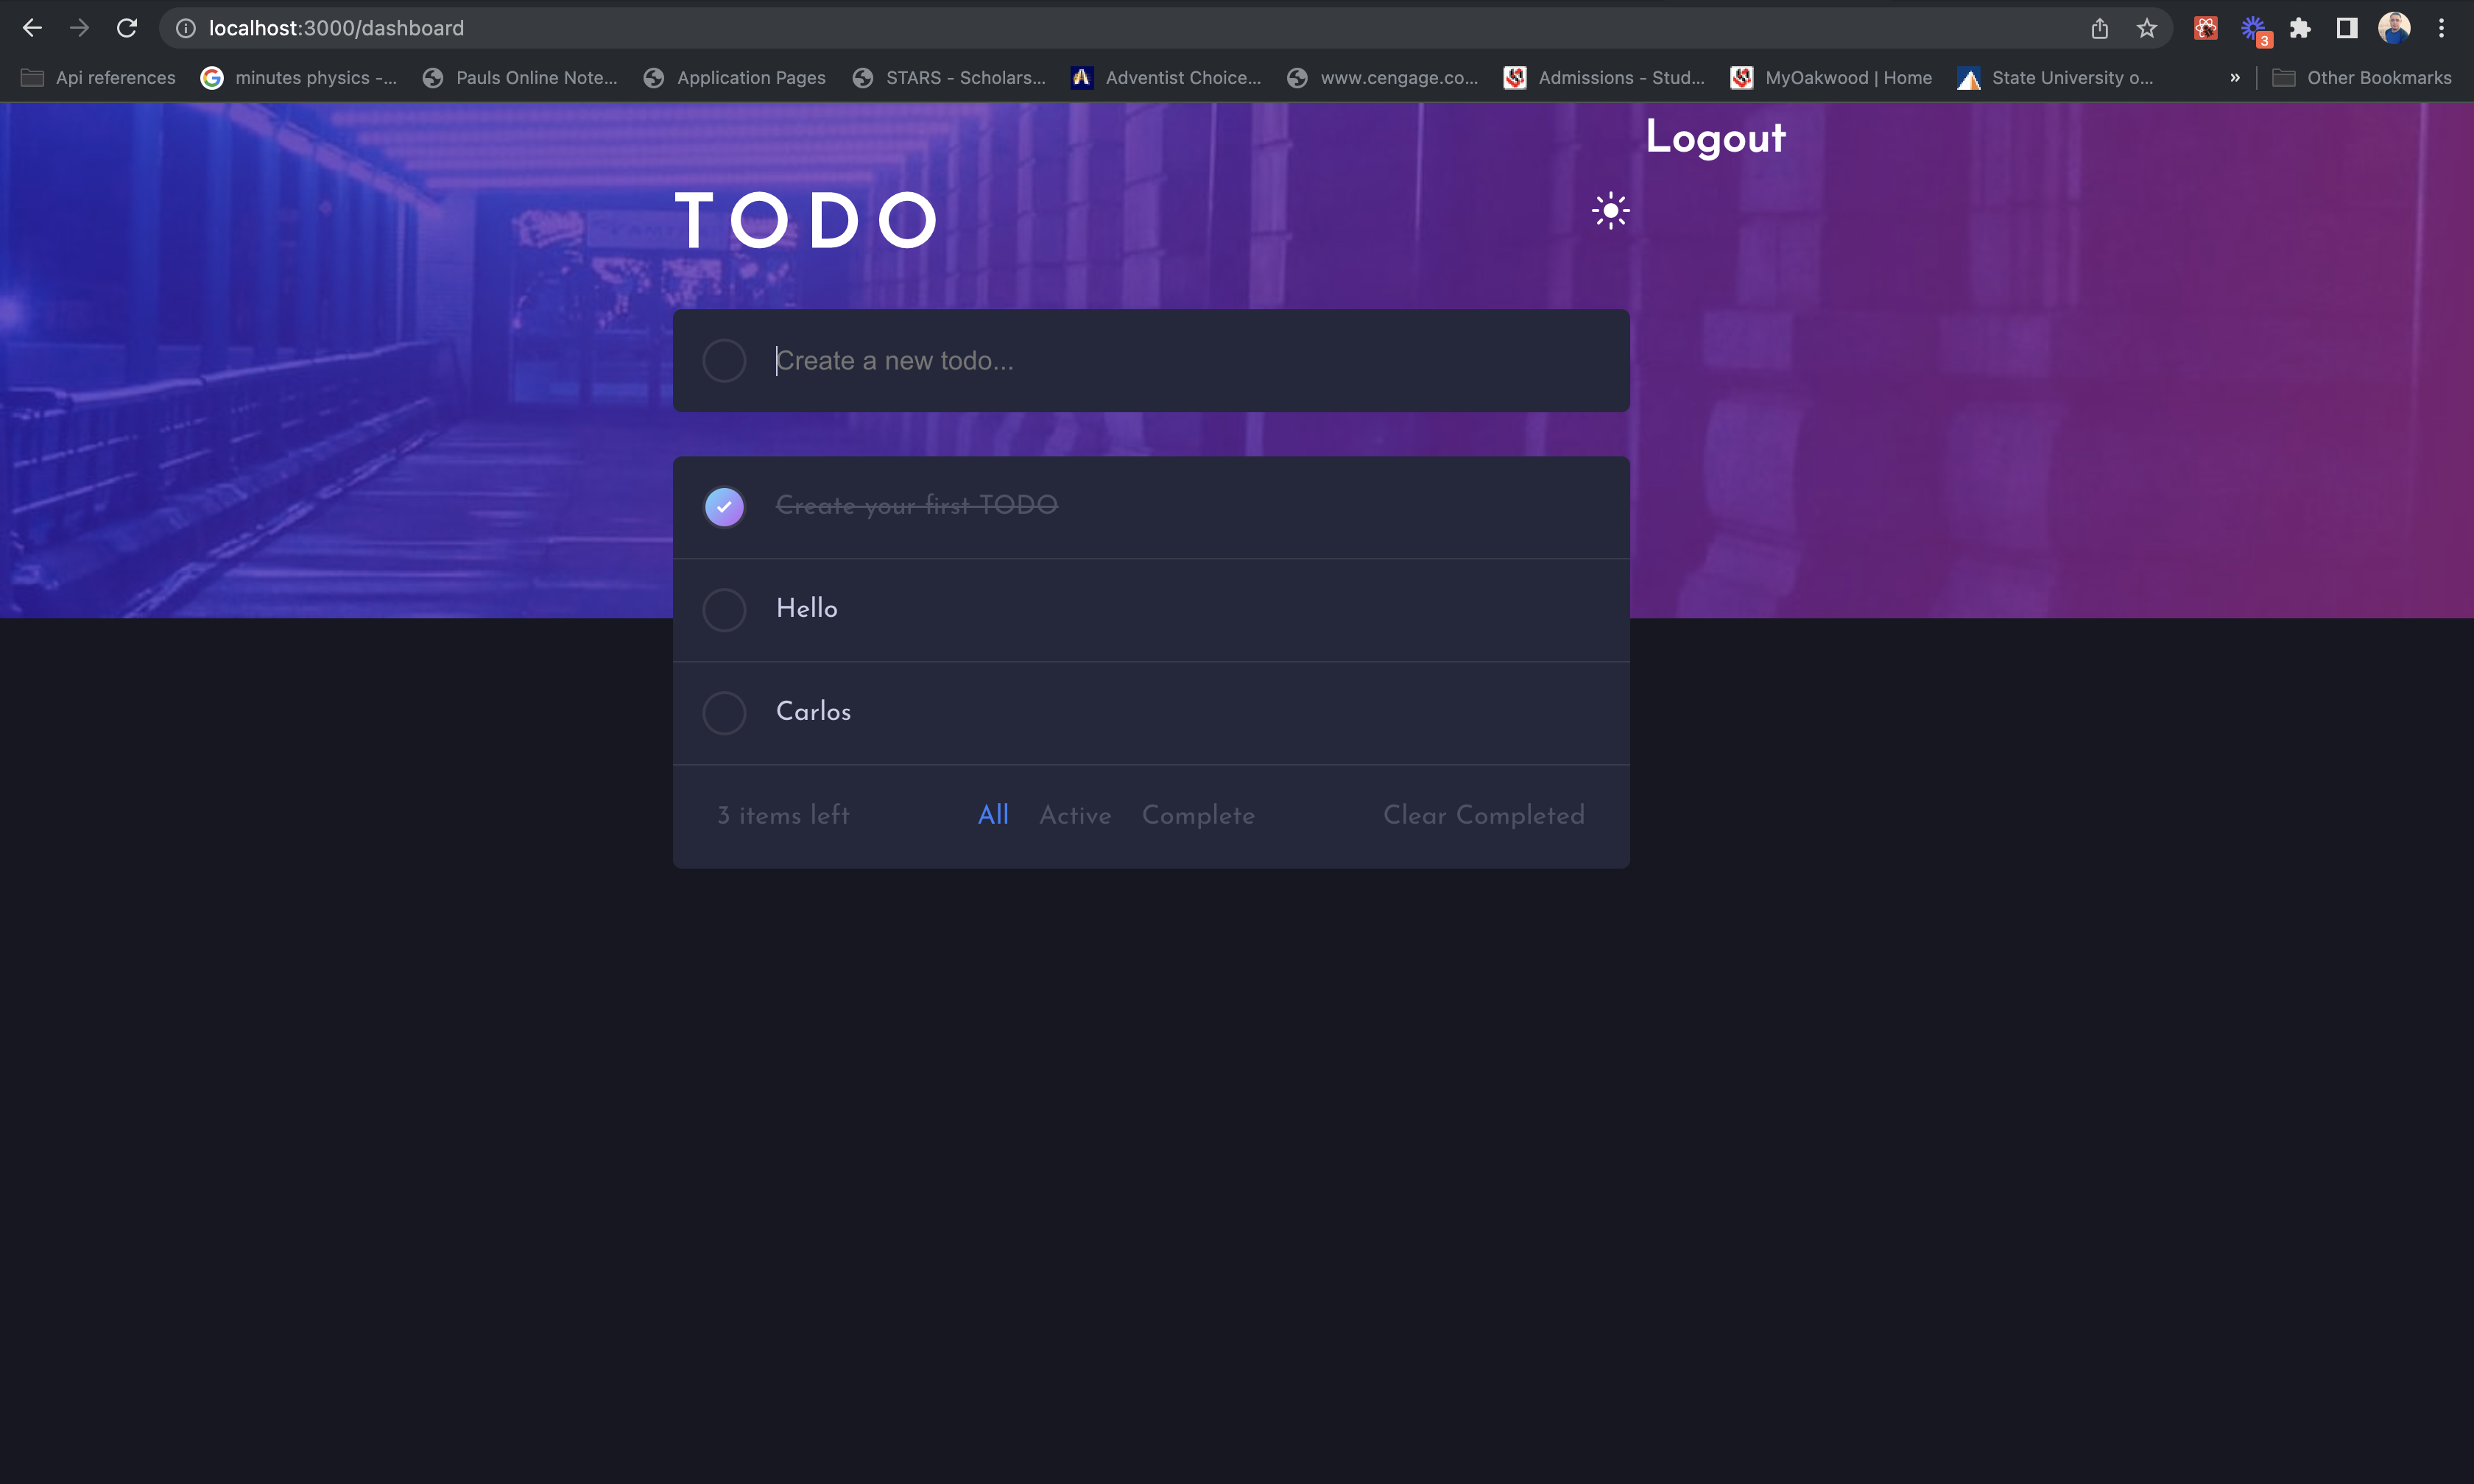 localhost:3000/dashboard
3
Api references
minutes physics -...
Pauls Online Note...
Application Pages
STARS - Scholars...
Adventist Choice...
www.cengage.co...
Admissions - Stud...
MyOakwood | Home
State University o...
»
Other Bookmarks
Logout
TODO
Create a new todo...
Create your first TODO
Hello
Carlos
3 items left
All
Active
Complete
Clear Completed